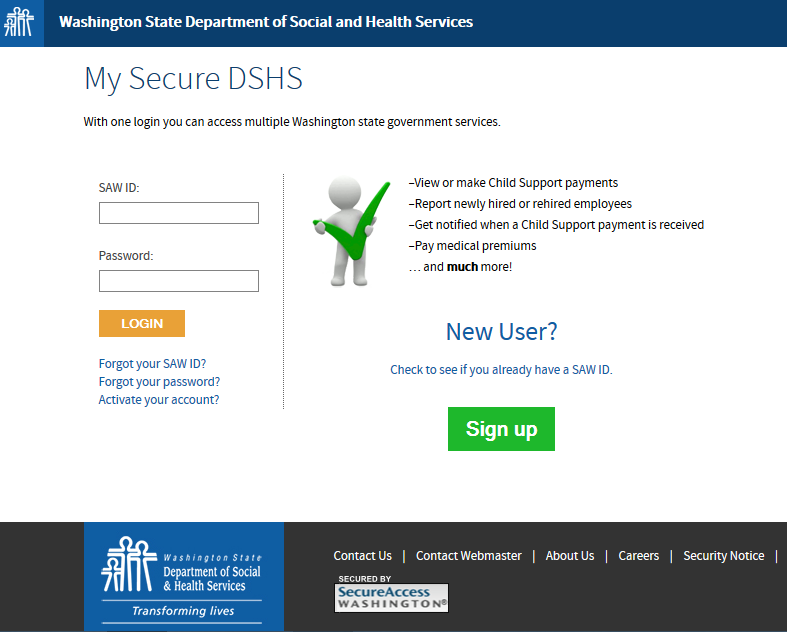 Washington State Department of Social and Health Services
My Secure DSHS
With one login you can access multiple Washington state government services.
SAW ID:
Password:
LOGIN
Forgot your SAW ID?
Forgot your password?
Activate your account?
–View or make Child Support payments
–Report newly hired or rehired employees
–Get notified when a Child Support payment is received
–Pay medical premiums
… and much more!
New User?
Check to see if you already have a SAW ID.
Sign up
Washington State
Department of Social
& Health Services
Transforming lives
Contact Us | Contact Webmaster | About Us | Careers | Security Notice |
SECURED BY
SecureAccess
WASHINGTON®